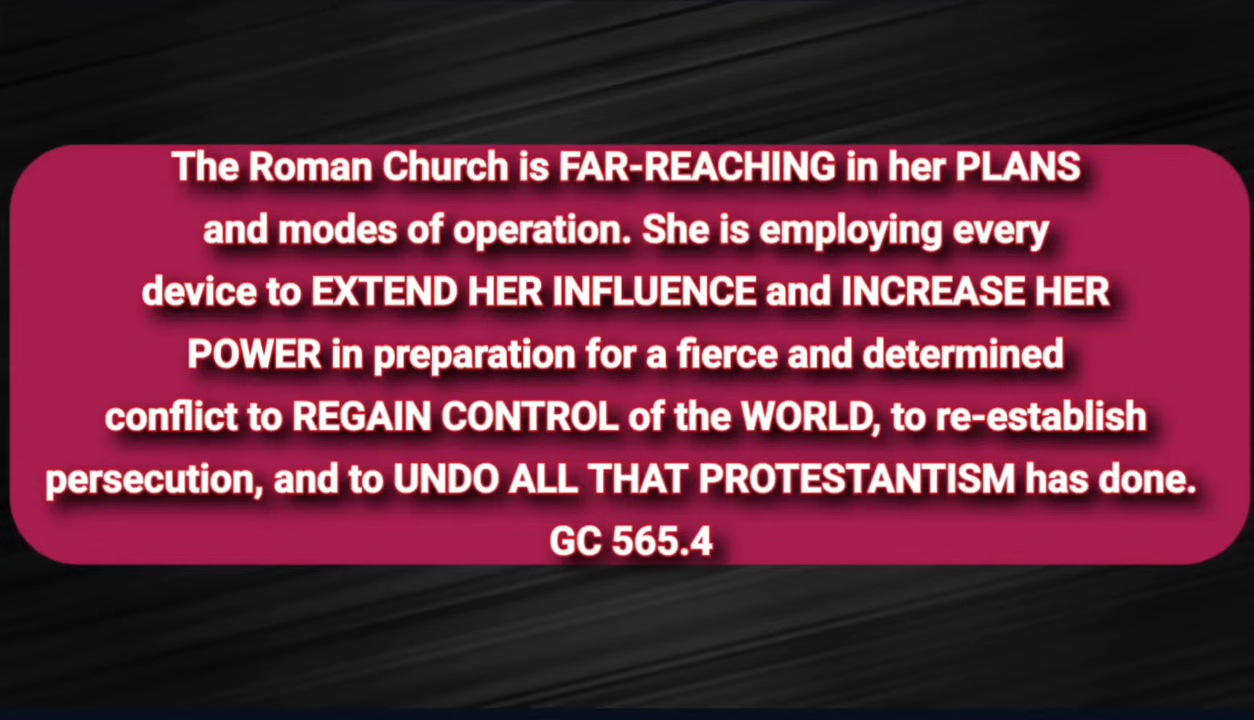 The Roman Church is FAR-REACHING in her PLANS
and modes of operation. She is employing every
device to EXTEND HER INFLUENCE and INCREASE HER
POWER in preparation for a fierce and determined
conflict to REGAIN CONTROL of the WORLD, to re-establish
persecution, and to UNDO ALL THAT PROTESTANTISM has done.
GC 565.4